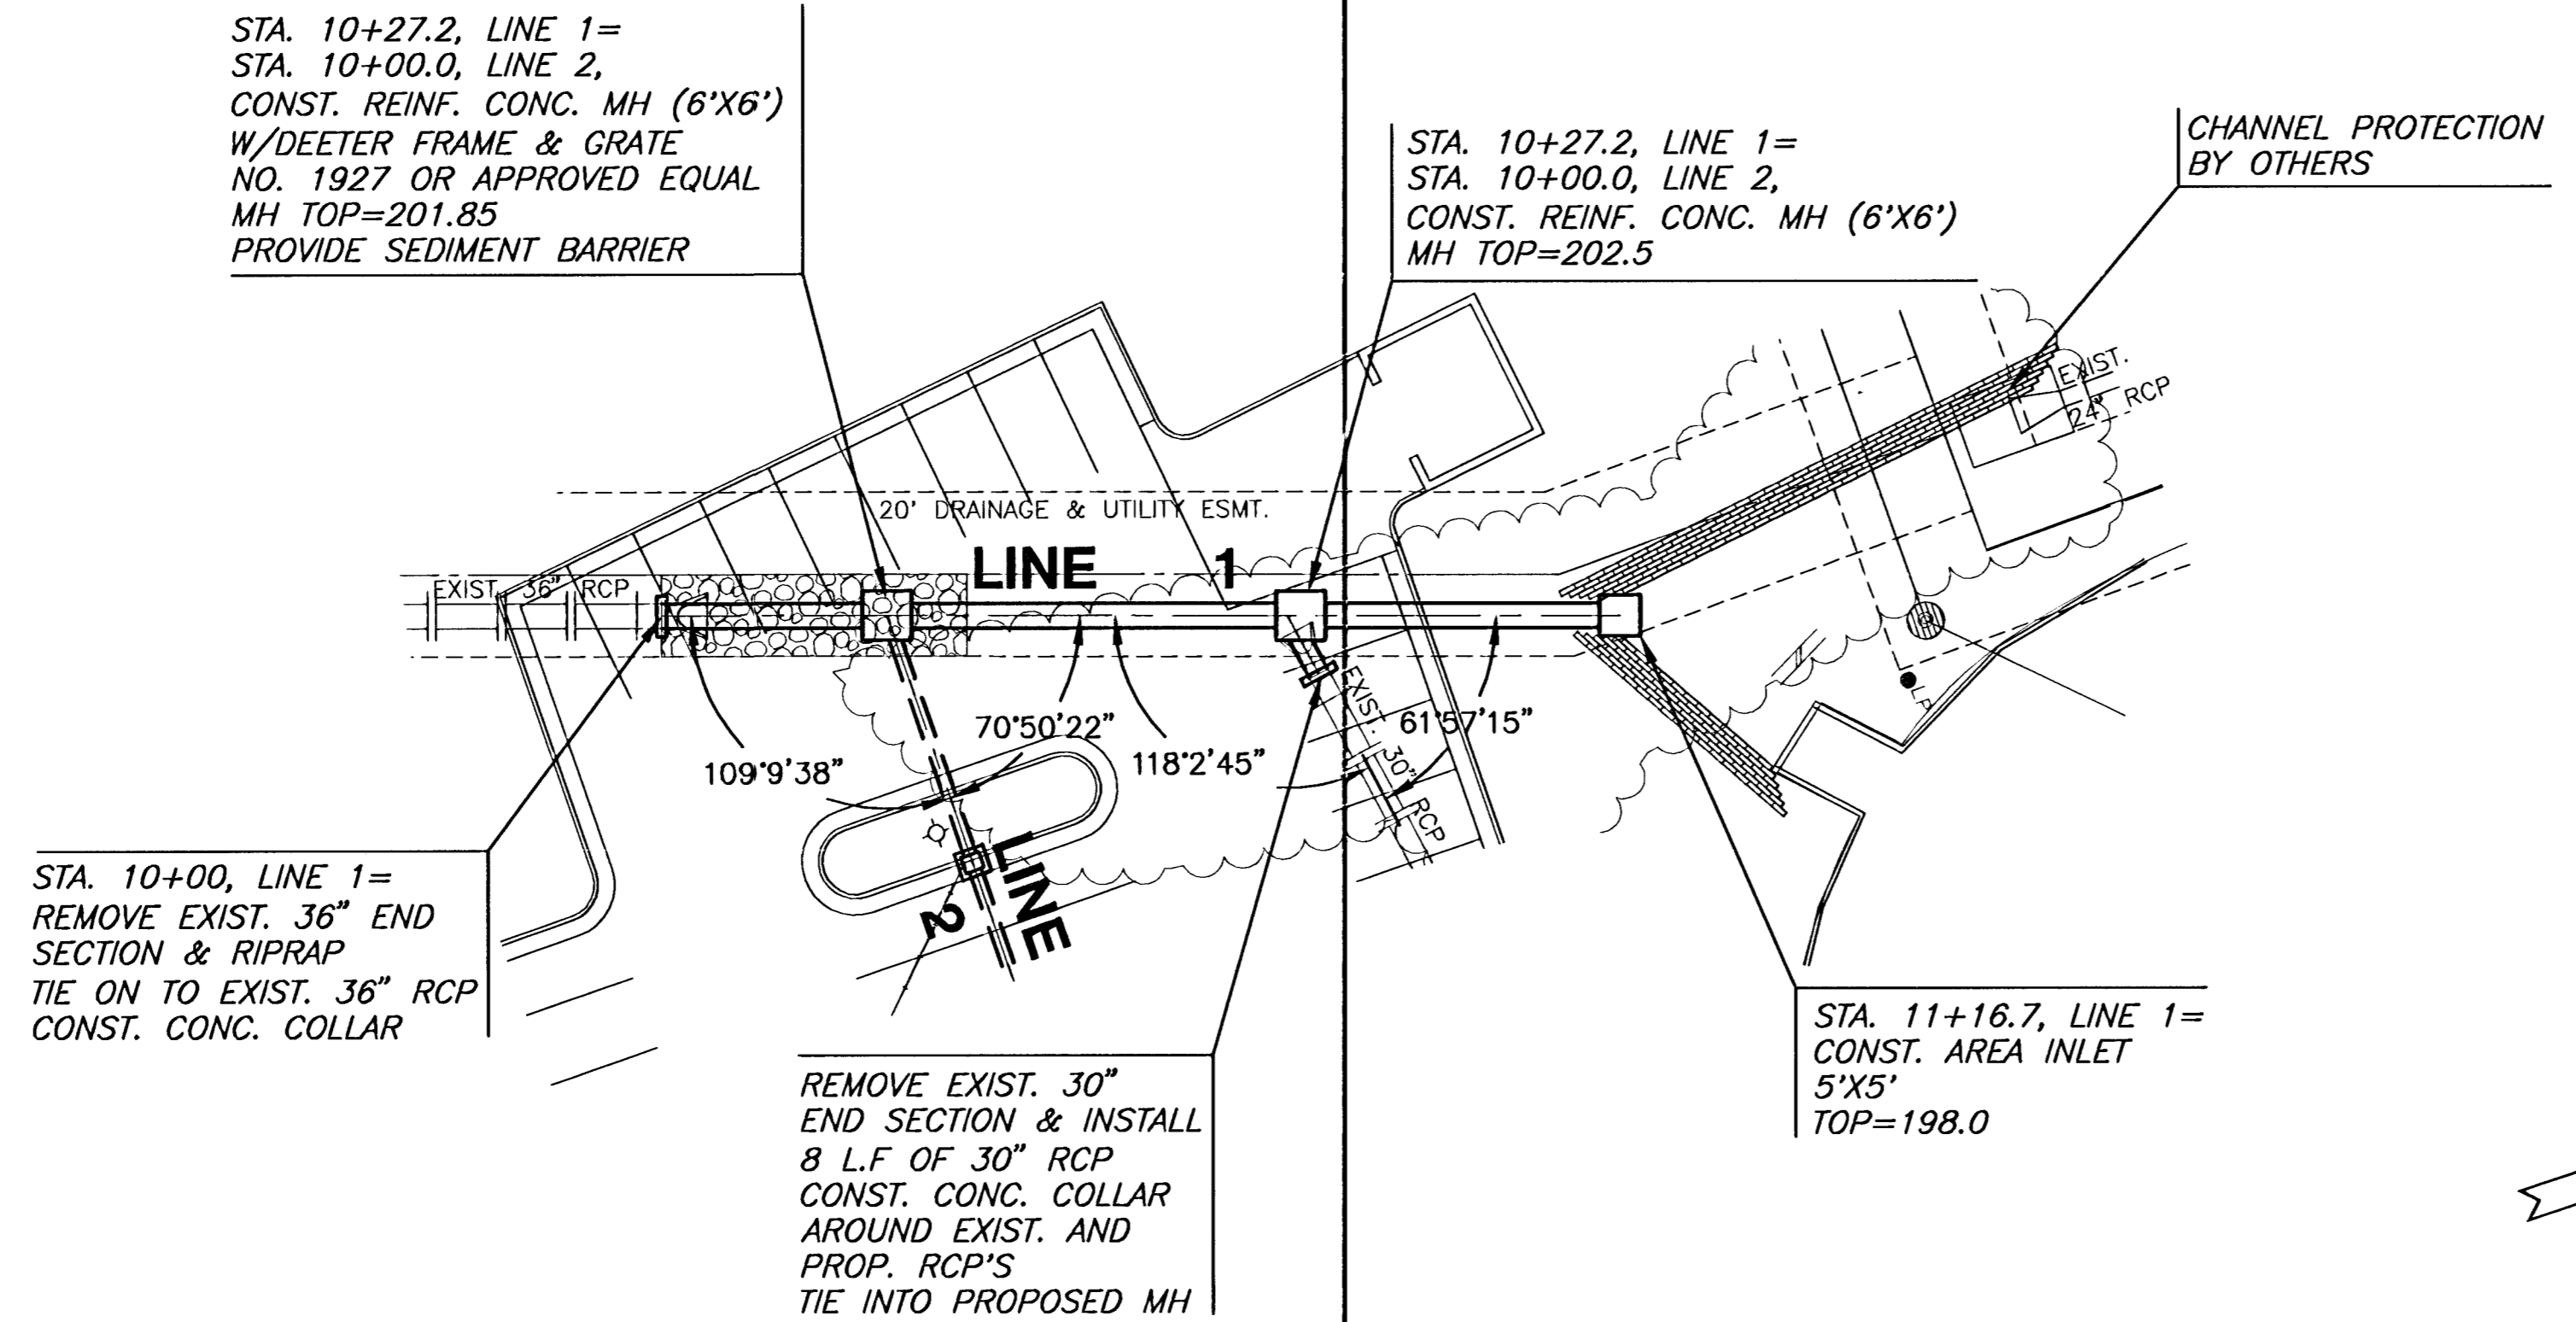 STA. 10+27.2, LINE 1=
STA. 10+00.0, LINE 2,
CONST. REINF. CONC. MH (6'X6')
W/DEETER FRAME & GRATE
NO. 1927 OR APPROVED EQUAL
MH TOP=201.85
PROVIDE SEDIMENT BARRIER
STA. 10+27.2, LINE 1=
STA. 10+00.0, LINE 2,
CONST. REINF. CONC. MH (6'X6')
MH TOP=202.5
CHANNEL PROTECTION
BY OTHERS
EXIST.
24" RCP
20' DRAINAGE & UTILITY ESMT.
LINE 1
EXIST. 36" RCP
EXIST. 30" RCP
LP
109°9'38"
70°50'22"
118°2'45"
61°57'15"
LINE 2
STA. 10+00, LINE 1=
REMOVE EXIST. 36" END
SECTION & RIPRAP
TIE ON TO EXIST. 36" RCP
CONST. CONC. COLLAR
REMOVE EXIST. 30"
END SECTION & INSTALL
8 L.F OF 30" RCP
CONST. CONC. COLLAR
AROUND EXIST. AND
PROP. RCP'S
TIE INTO PROPOSED MH
STA. 11+16.7, LINE 1=
CONST. AREA INLET
5'X5'
TOP=198.0